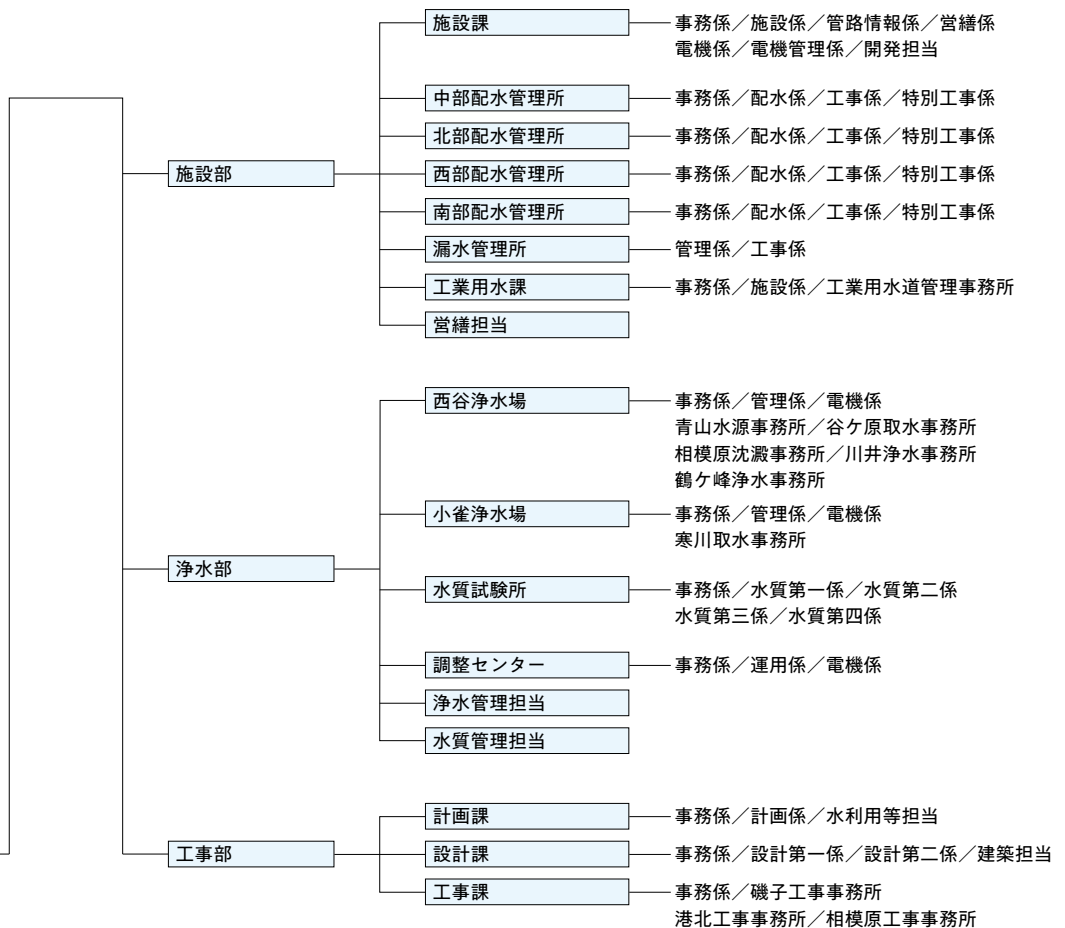 施設部
施設課
事務係／施設係／管路情報係／営繕係
電機係／電機管理係／開発担当
中部配水管理所
事務係／配水係／工事係／特別工事係
北部配水管理所
事務係／配水係／工事係／特別工事係
西部配水管理所
事務係／配水係／工事係／特別工事係
南部配水管理所
事務係／配水係／工事係／特別工事係
漏水管理所
管理係／工事係
工業用水課
事務係／施設係／工業用水道管理事務所
営繕担当
浄水部
西谷浄水場
事務係／管理係／電機係
青山水源事務所／谷ケ原取水事務所
相模原沈澱事務所／川井浄水事務所
鶴ケ峰浄水事務所
小雀浄水場
事務係／管理係／電機係
寒川取水事務所
水質試験所
事務係／水質第一係／水質第二係
水質第三係／水質第四係
調整センター
事務係／運用係／電機係
浄水管理担当
水質管理担当
工事部
計画課
事務係／計画係／水利用等担当
設計課
事務係／設計第一係／設計第二係／建築担当
工事課
事務係／磯子工事事務所
港北工事事務所／相模原工事事務所